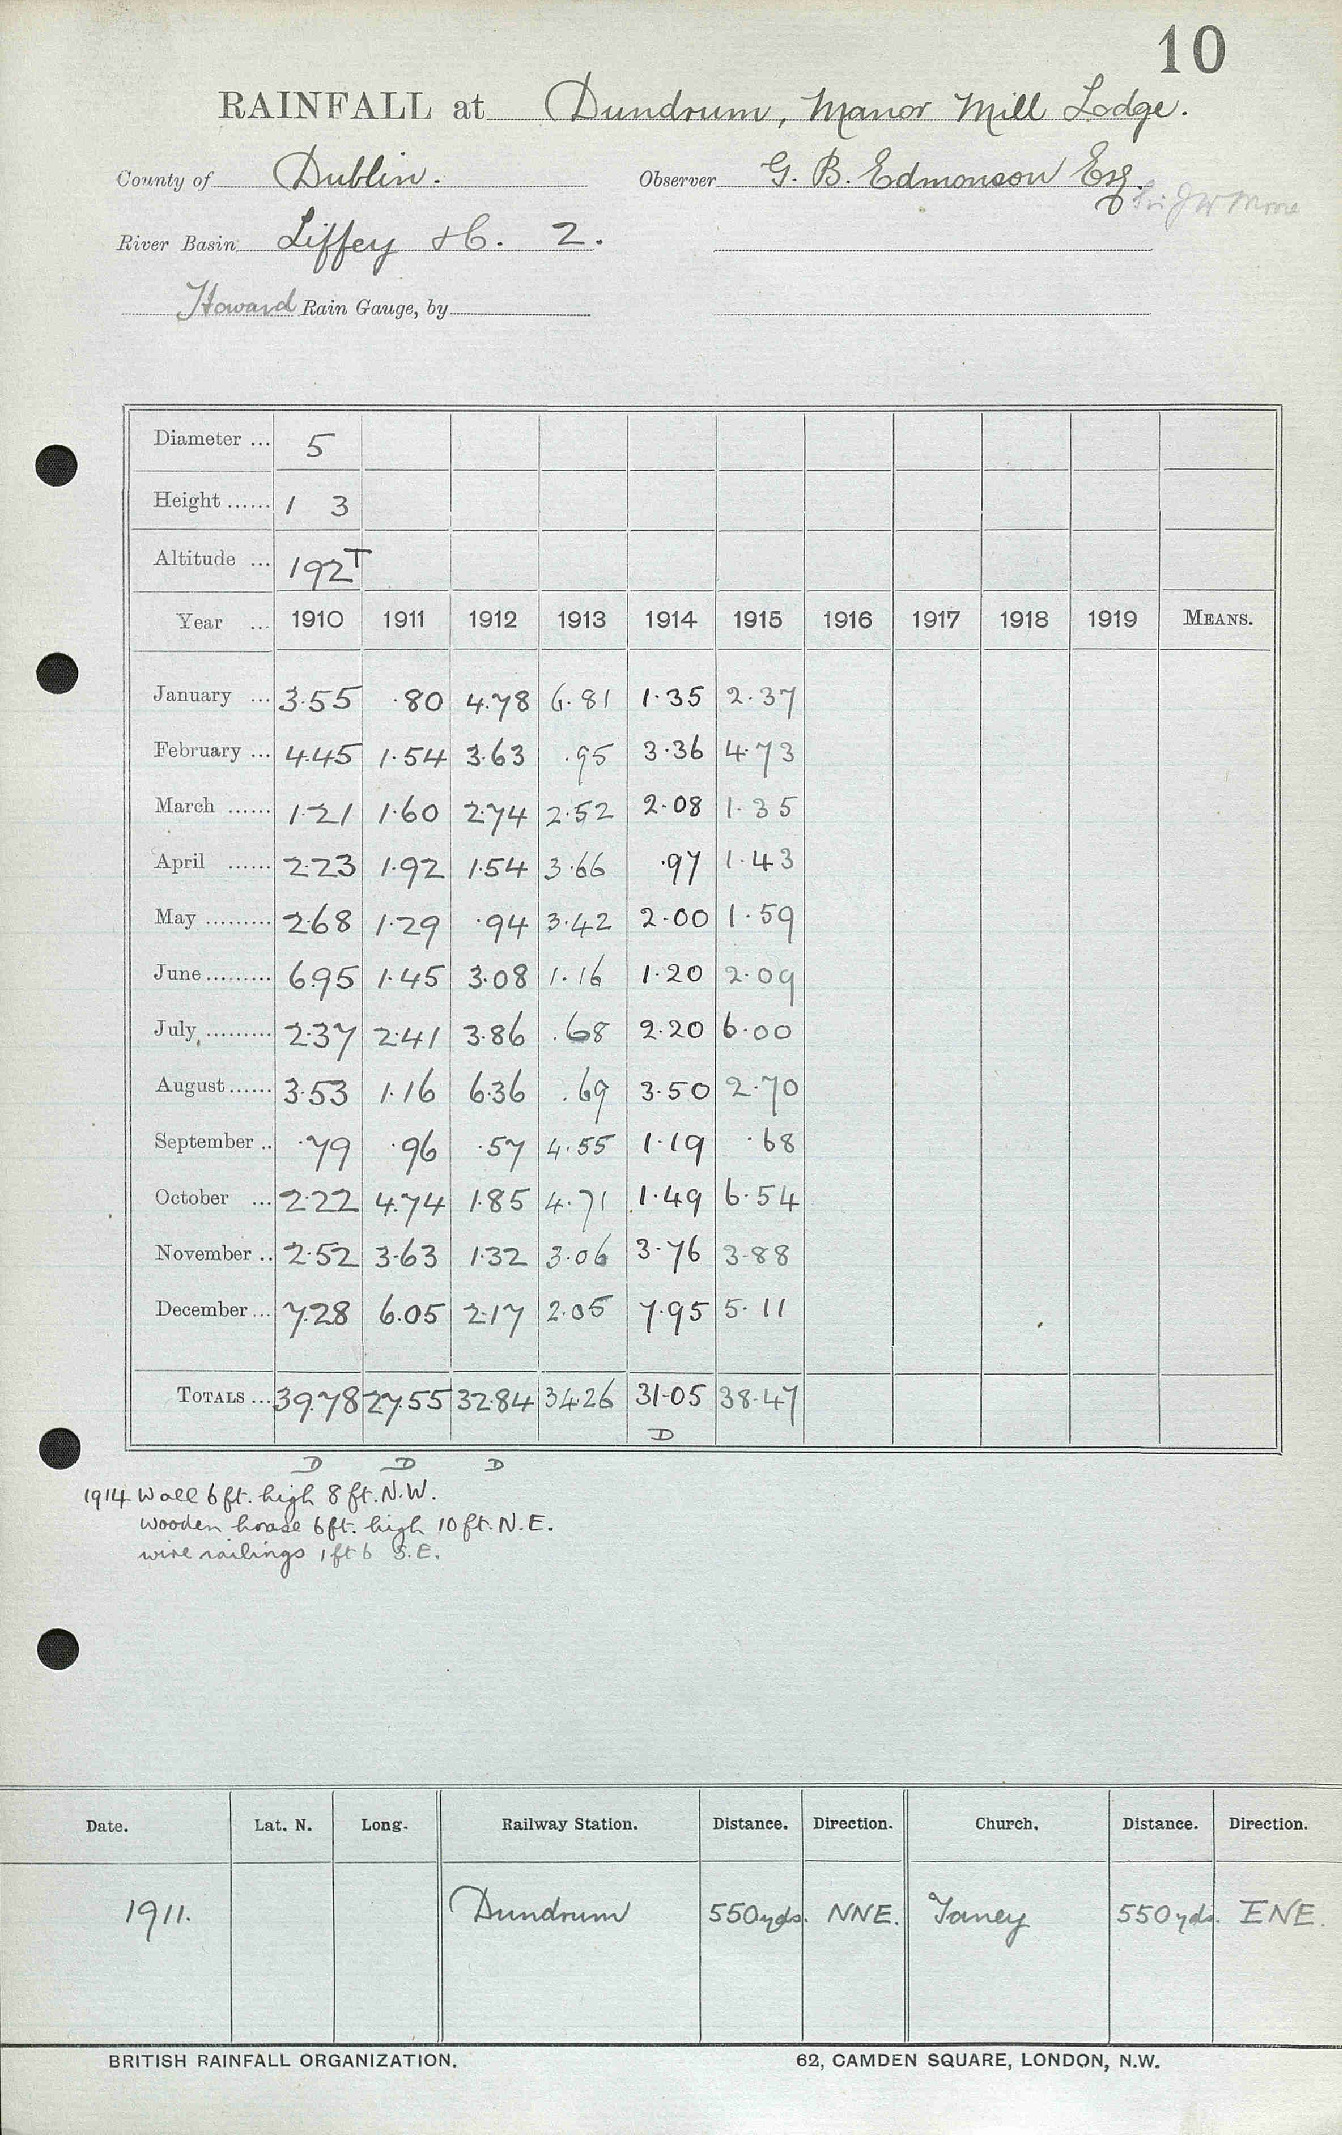 10
RAINFALL at Dundrum, Manor Mill Lodge.
County of Dublin. Observer G. B. Edmonson Esq.
Sir J W Moore
River Basin Liffey &c. 2.
Howard Rain Gauge, by
Diameter ... 5
Height ...... 1 3
Altitude ... 192T
Year ... 1910 1911 1912 1913 1914 1915 1916 1917 1918 1919 MEANS.
January ... 3.55 .80 4.78 6.81 1.35 2.37
February ... 4.45 1.54 3.63 .95 3.36 4.73
March ...... 1.21 1.60 2.74 2.52 2.08 1.35
April ...... 2.23 1.92 1.54 3.66 .97 1.43
May ......... 2.68 1.29 .94 3.42 2.00 1.59
June ......... 6.95 1.45 3.08 1.16 1.20 2.09
July ......... 2.37 2.41 3.86 .68 2.20 6.00
August ...... 3.53 1.16 6.36 .69 3.50 2.70
September .. .79 .96 .57 4.55 1.19 .68
October ... 2.22 4.74 1.85 4.71 1.49 6.54
November .. 2.52 3.63 1.32 3.06 3.76 3.88
December ... 7.28 6.05 2.17 2.05 7.95 5.11
TOTALS ... 39.78 27.55 32.84 34.26 31.05 38.47
D
D D D
1914 Wall 6ft. high 8 ft. N.W.
wooden house 6ft. high 10 ft. N.E.
wire railings 1 ft 6 S.E.
Date. Lat. N. Long. Railway Station. Distance. Direction. Church. Distance. Direction.
1911. Dundrum 550yds. NNE. Taney 550yds. ENE.
BRITISH RAINFALL ORGANIZATION. 62, CAMDEN SQUARE, LONDON, N.W.